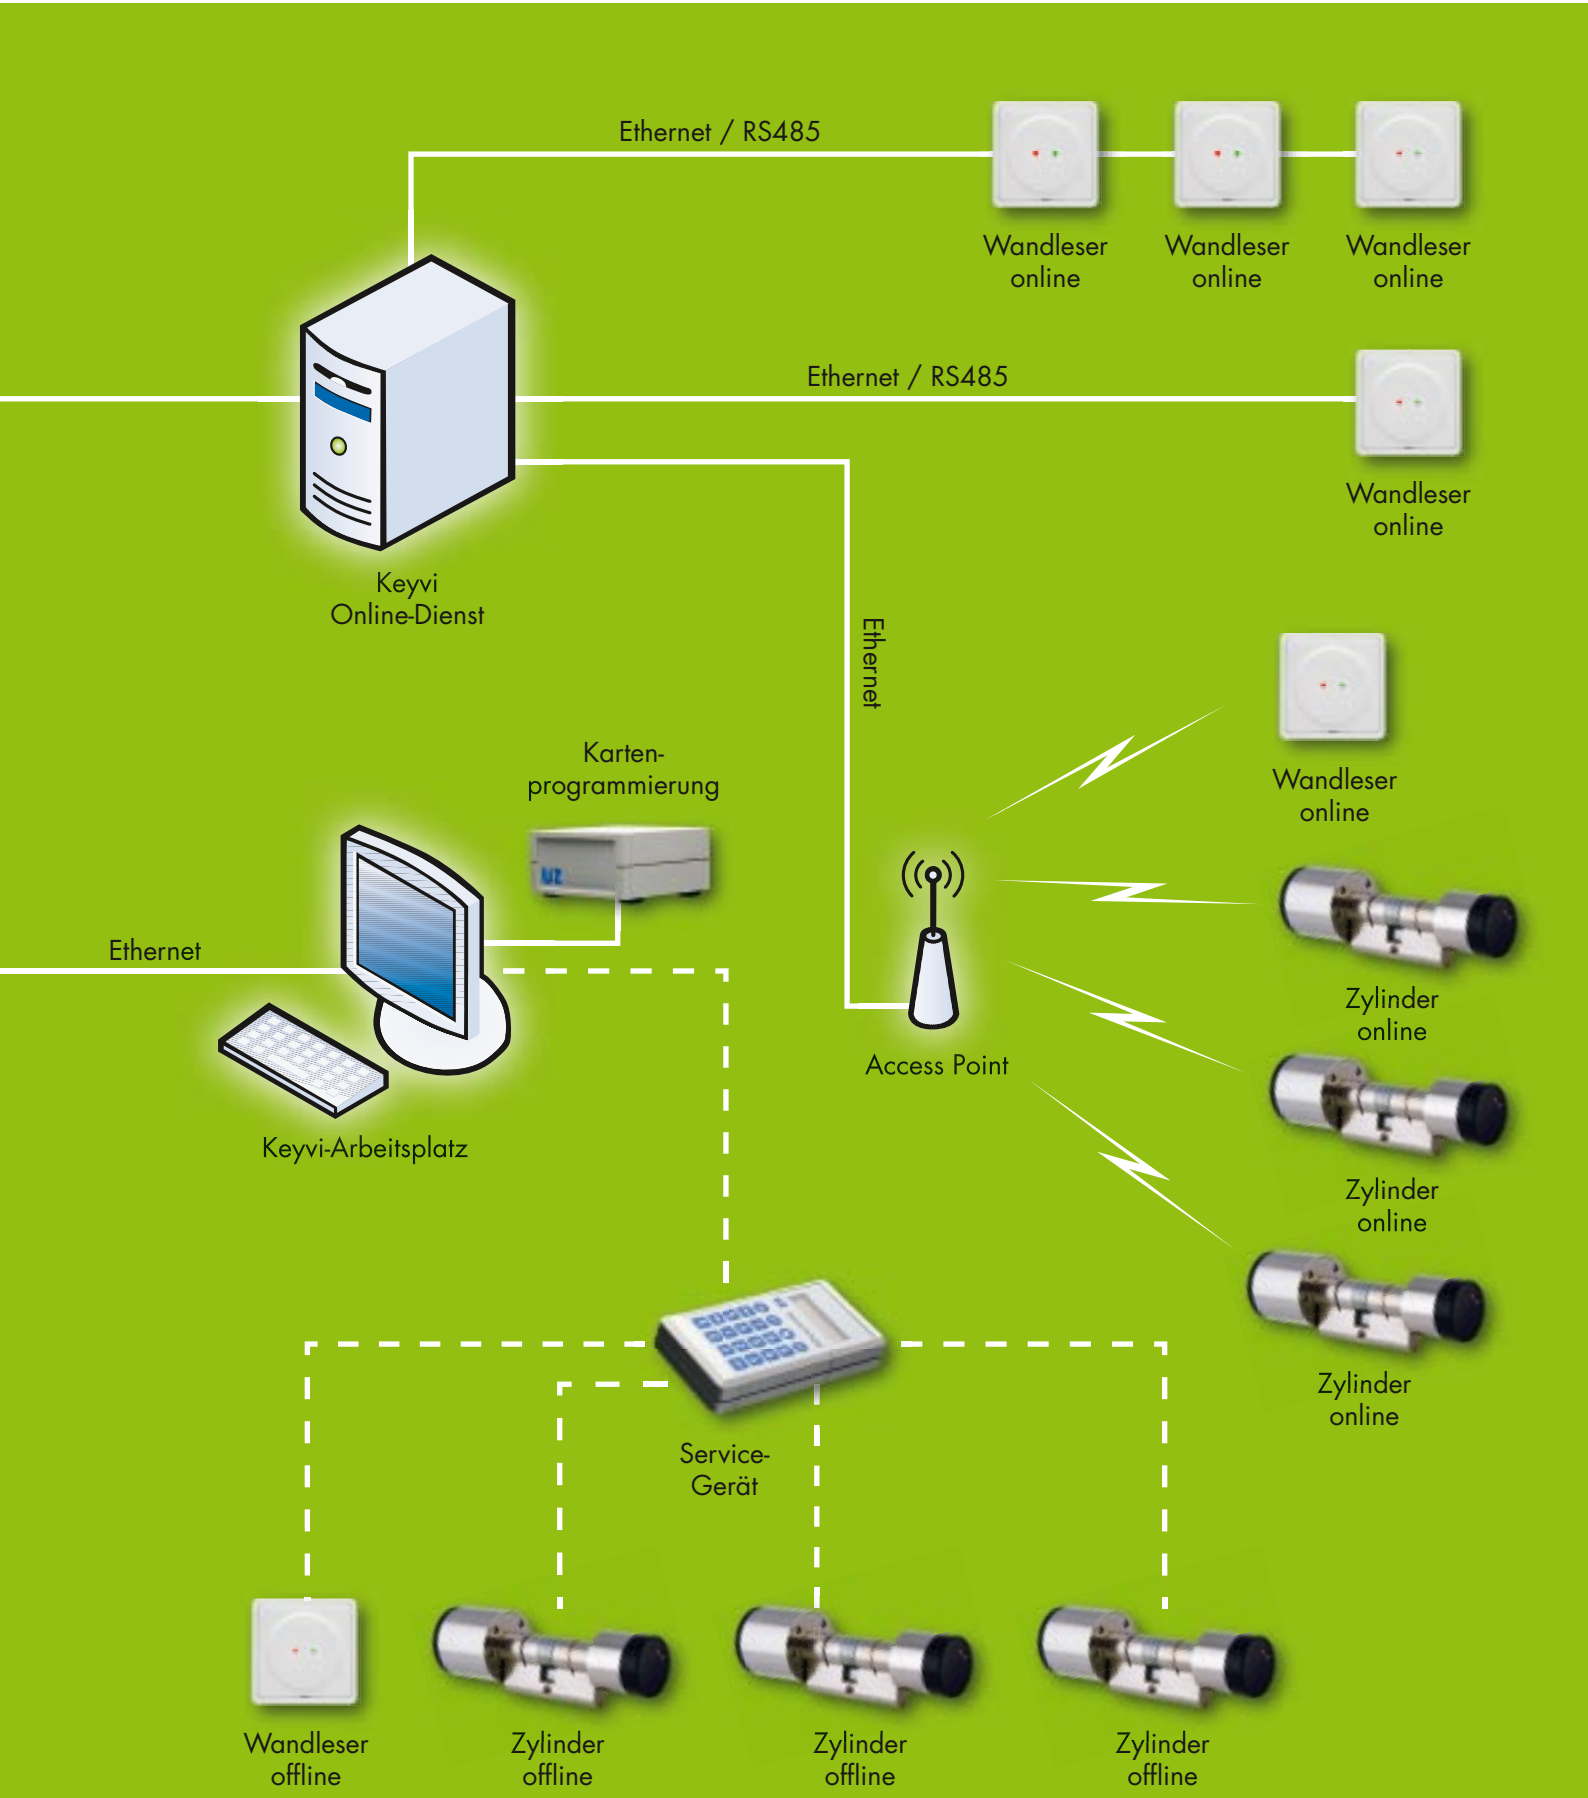 Ethernet / RS485
Wandleser
online
Wandleser
online
Wandleser
online
Ethernet / RS485
Wandleser
online
Keyvi
Online-Dienst
Ethernet
Wandleser
online
Karten-
programmierung
UZ
Ethernet
Zylinder
online
Access Point
Keyvi-Arbeitsplatz
Zylinder
online
Zylinder
online
Service-
Gerät
Wandleser
offline
Zylinder
offline
Zylinder
offline
Zylinder
offline